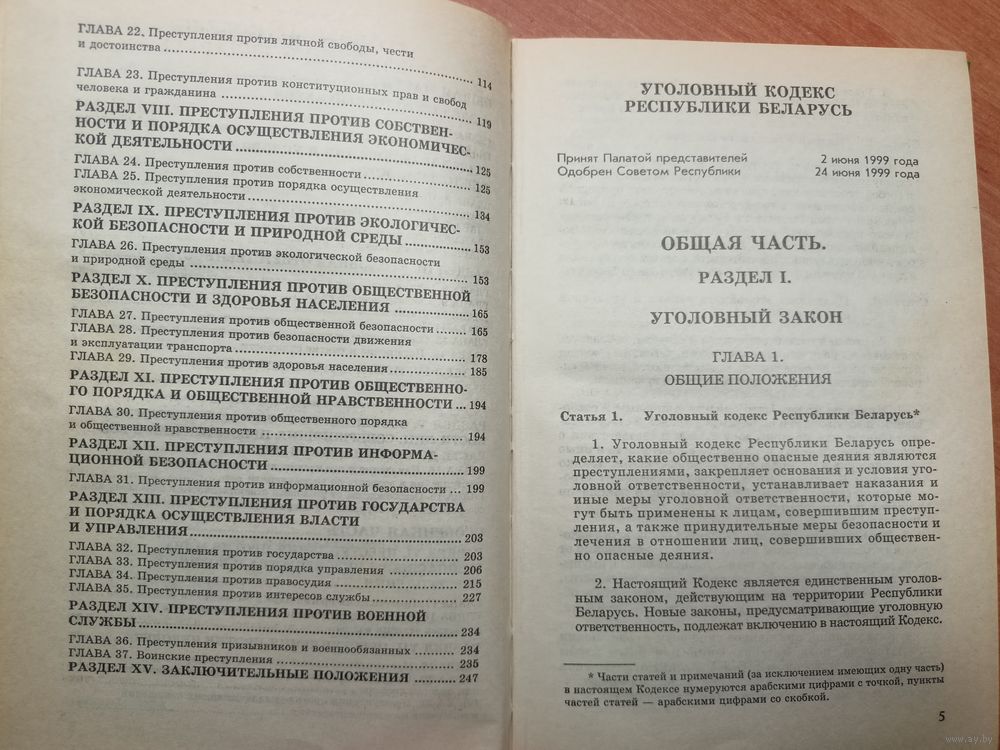 ГЛАВА 22. Преступления против личной свободы, чести
и достоинства ........ 114
ГЛАВА 23. Преступления против конституционных прав и свобод
человека и гражданина ........ 119
РАЗДЕЛ VIII. ПРЕСТУПЛЕНИЯ ПРОТИВ СОБСТВЕН-
НОСТИ И ПОРЯДКА ОСУЩЕСТВЛЕНИЯ ЭКОНОМИЧЕС-
КОЙ ДЕЯТЕЛЬНОСТИ ........ 125
ГЛАВА 24. Преступления против собственности ........ 125
ГЛАВА 25. Преступления против порядка осуществления
экономической деятельности ........ 134
РАЗДЕЛ IX. ПРЕСТУПЛЕНИЯ ПРОТИВ ЭКОЛОГИЧЕС-
КОЙ БЕЗОПАСНОСТИ И ПРИРОДНОЙ СРЕДЫ ........ 153
ГЛАВА 26. Преступления против экологической безопасности
и природной среды ........ 153
РАЗДЕЛ X. ПРЕСТУПЛЕНИЯ ПРОТИВ ОБЩЕСТВЕННОЙ
БЕЗОПАСНОСТИ И ЗДОРОВЬЯ НАСЕЛЕНИЯ ........ 165
ГЛАВА 27. Преступления против общественной безопасности ........ 165
ГЛАВА 28. Преступления против безопасности движения
и эксплуатации транспорта ........ 178
ГЛАВА 29. Преступления против здоровья населения ........ 185
РАЗДЕЛ XI. ПРЕСТУПЛЕНИЯ ПРОТИВ ОБЩЕСТВЕННО-
ГО ПОРЯДКА И ОБЩЕСТВЕННОЙ НРАВСТВЕННОСТИ ... 194
ГЛАВА 30. Преступления против общественного порядка
и общественной нравственности ........ 194
РАЗДЕЛ XII. ПРЕСТУПЛЕНИЯ ПРОТИВ ИНФОРМА-
ЦИОННОЙ БЕЗОПАСНОСТИ ........ 199
ГЛАВА 31. Преступления против информационной безопасности ... 199
РАЗДЕЛ XIII. ПРЕСТУПЛЕНИЯ ПРОТИВ ГОСУДАРСТВА
И ПОРЯДКА ОСУЩЕСТВЛЕНИЯ ВЛАСТИ
И УПРАВЛЕНИЯ ........ 203
ГЛАВА 32. Преступления против государства ........ 203
ГЛАВА 33. Преступления против порядка управления ........ 206
ГЛАВА 34. Преступления против правосудия ........ 215
ГЛАВА 35. Преступления против интересов службы ........ 227
РАЗДЕЛ XIV. ПРЕСТУПЛЕНИЯ ПРОТИВ ВОЕННОЙ
СЛУЖБЫ ........ 234
ГЛАВА 36. Преступления призывников и военнообязанных ........ 234
ГЛАВА 37. Воинские преступления ........ 235
РАЗДЕЛ XV. ЗАКЛЮЧИТЕЛЬНЫЕ ПОЛОЖЕНИЯ ........ 247
УГОЛОВНЫЙ КОДЕКС
РЕСПУБЛИКИ БЕЛАРУСЬ
Принят Палатой представителей 2 июня 1999 года
Одобрен Советом Республики 24 июня 1999 года
ОБЩАЯ ЧАСТЬ.
РАЗДЕЛ I.
УГОЛОВНЫЙ ЗАКОН
ГЛАВА 1.
ОБЩИЕ ПОЛОЖЕНИЯ
Статья 1. Уголовный кодекс Республики Беларусь*
1. Уголовный кодекс Республики Беларусь опре-
деляет, какие общественно опасные деяния являются
преступлениями, закрепляет основания и условия уго-
ловной ответственности, устанавливает наказания и
иные меры уголовной ответственности, которые мо-
гут быть применены к лицам, совершившим преступ-
ления, а также принудительные меры безопасности и
лечения в отношении лиц, совершивших обществен-
но опасные деяния.
2. Настоящий Кодекс является единственным уголов-
ным законом, действующим на территории Республики
Беларусь. Новые законы, предусматривающие уголовную
ответственность, подлежат включению в настоящий Кодекс.
* Части статей и примечаний (за исключением имеющих одну часть)
в настоящем Кодексе нумеруются арабскими цифрами с точкой, пункты
частей статей — арабскими цифрами со скобкой.
5
www.ay.by